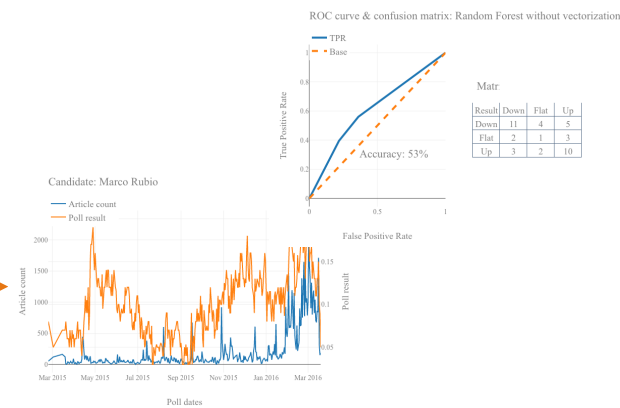 ROC curve & confusion matrix: Random Forest without vectorization
TPR
Base
1
0.8
0.6
0.4
0.2
0
True Positive Rate
Accuracy: 53%
0 0.5 1
False Positive Rate
Matr
Result Down Flat Up
Down 11 4 5
Flat 2 1 3
Up 3 2 10
Candidate: Marco Rubio
Article count
Poll result
2000
1500
1000
500
0
Article count
0.15
0.1
0.05
Poll result
Mar 2015 May 2015 Jul 2015 Sep 2015 Nov 2015 Jan 2016 Mar 2016
Poll dates